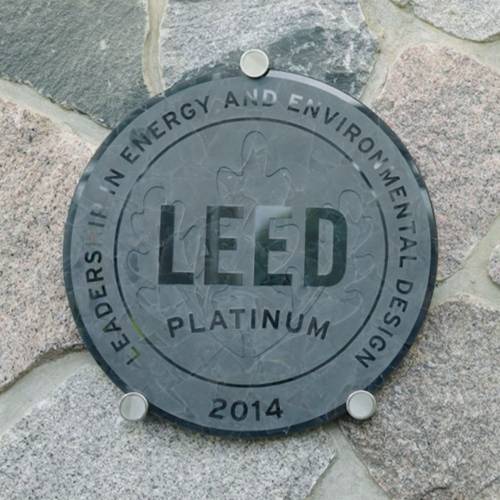 LEADERSHIP IN ENERGY AND ENVIRONMENTAL DESIGN
LEED
PLATINUM
2014